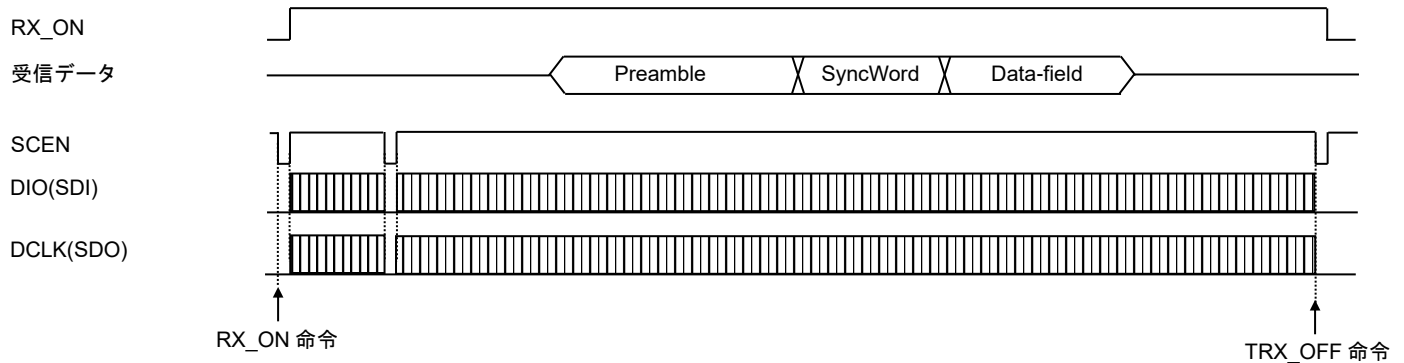 RX_ON
受信データ
Preamble SyncWord Data-field
SCEN
DIO(SDI)
DCLK(SDO)
RX_ON 命令
TRX_OFF 命令